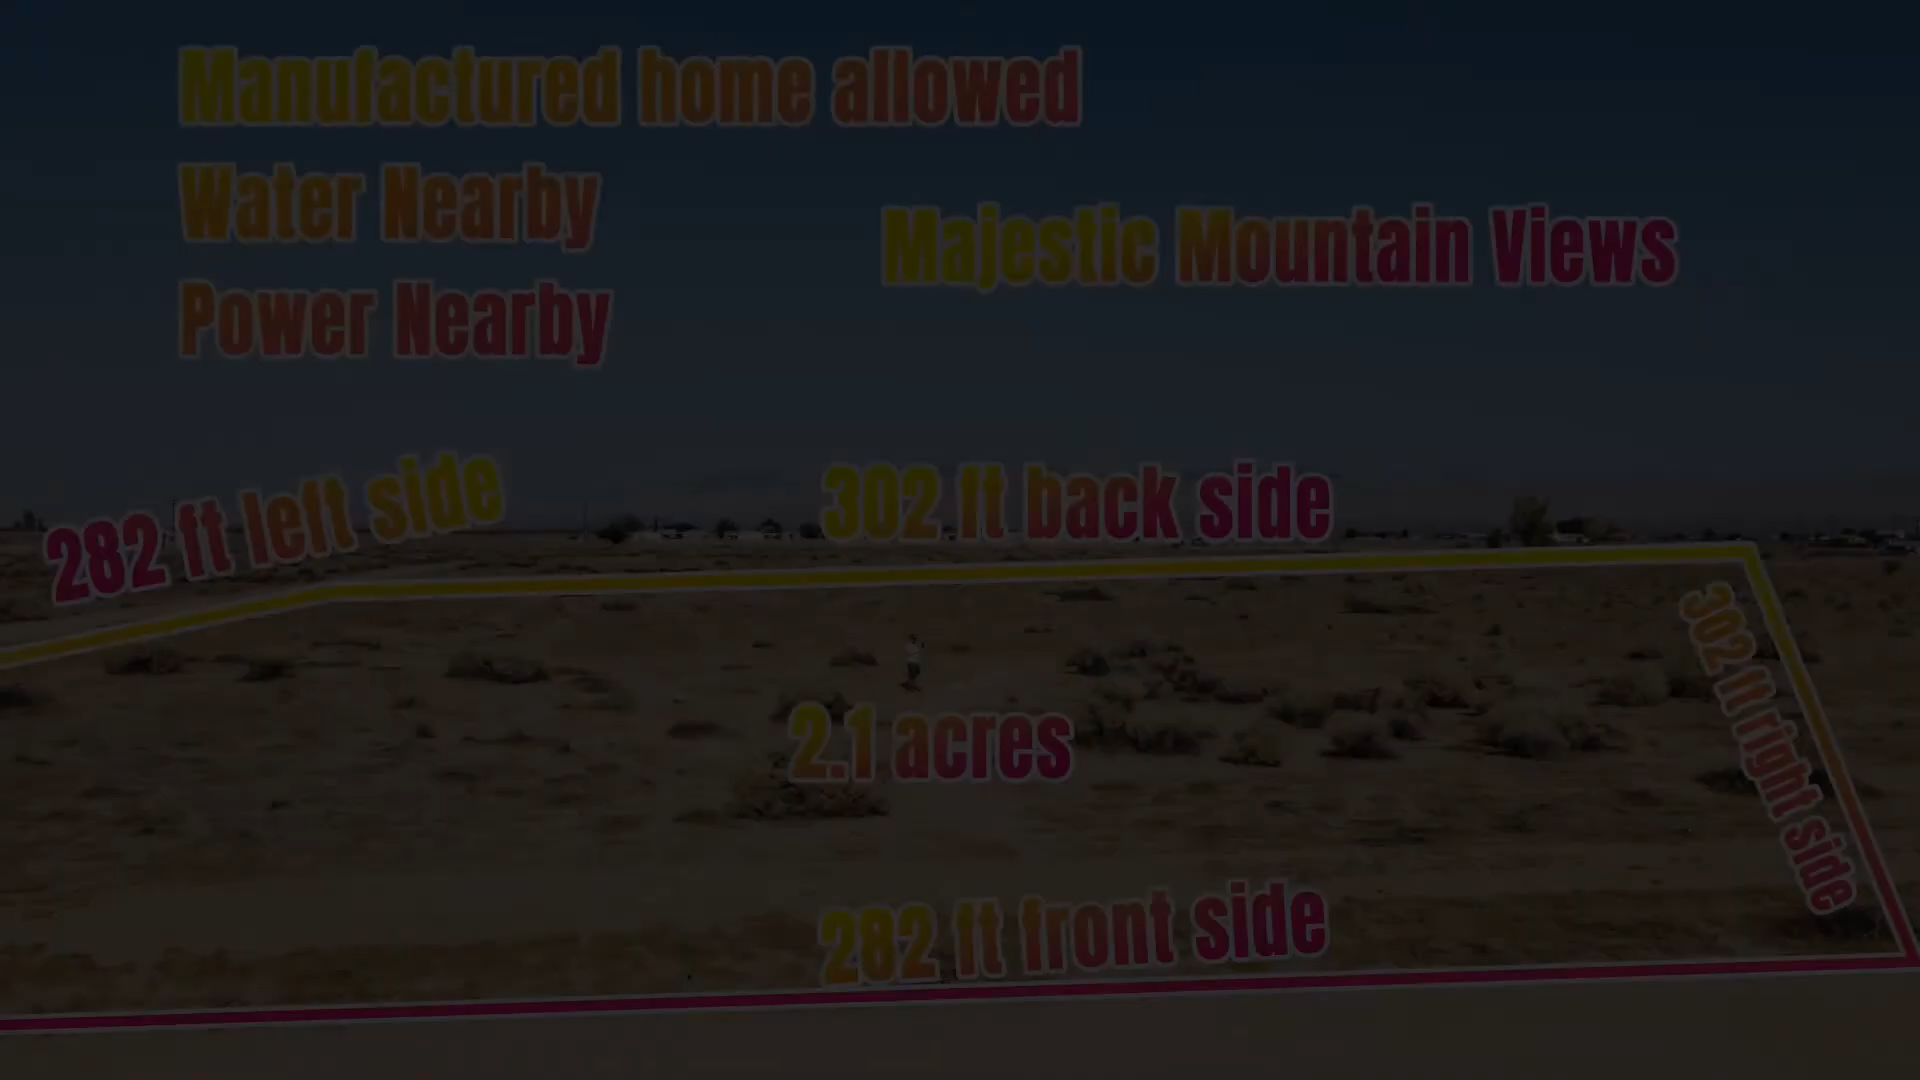 Manufactured home allowed
Water Nearby
Power Nearby
Majestic Mountain Views
282 ft left side
302 ft back side
302 ft right side
2.1 acres
282 ft front side